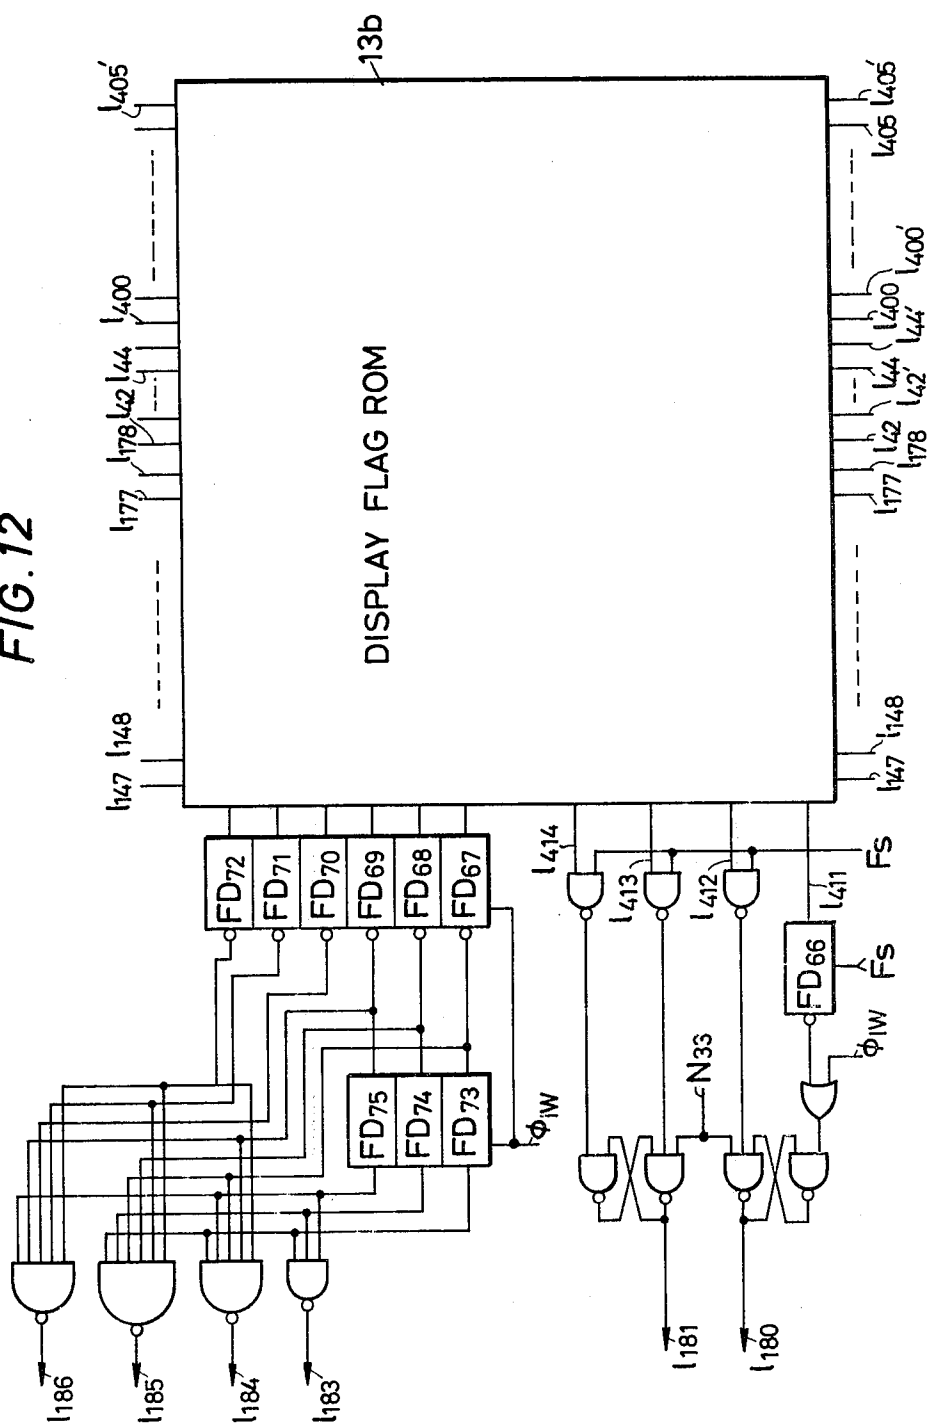 FIG. 12
13b
l405'
l400
l44
l42
l178
l177
l148
l147
DISPLAY FLAG ROM
l405'
l405
l400'
l400
l44'
l44
l42'
l42
l178
l177
l148
l147
FD72
FD71
FD70
FD69
FD68
FD67
l414
l413
l412
l411
Fs
FD66
Fs
ΦIW
FD75
FD74
FD73
ΦIW
N33
l186
l185
l184
l183
l181
l180